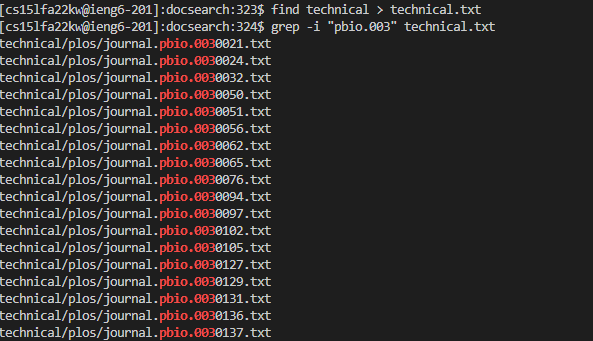 [cs15lfa22kw@ieng6-201]:docsearch:323$ find technical > technical.txt
[cs15lfa22kw@ieng6-201]:docsearch:324$ grep -i "pbio.003" technical.txt
technical/plos/journal.pbio.0030021.txt
technical/plos/journal.pbio.0030024.txt
technical/plos/journal.pbio.0030032.txt
technical/plos/journal.pbio.0030050.txt
technical/plos/journal.pbio.0030051.txt
technical/plos/journal.pbio.0030056.txt
technical/plos/journal.pbio.0030062.txt
technical/plos/journal.pbio.0030065.txt
technical/plos/journal.pbio.0030076.txt
technical/plos/journal.pbio.0030094.txt
technical/plos/journal.pbio.0030097.txt
technical/plos/journal.pbio.0030102.txt
technical/plos/journal.pbio.0030105.txt
technical/plos/journal.pbio.0030127.txt
technical/plos/journal.pbio.0030129.txt
technical/plos/journal.pbio.0030131.txt
technical/plos/journal.pbio.0030136.txt
technical/plos/journal.pbio.0030137.txt